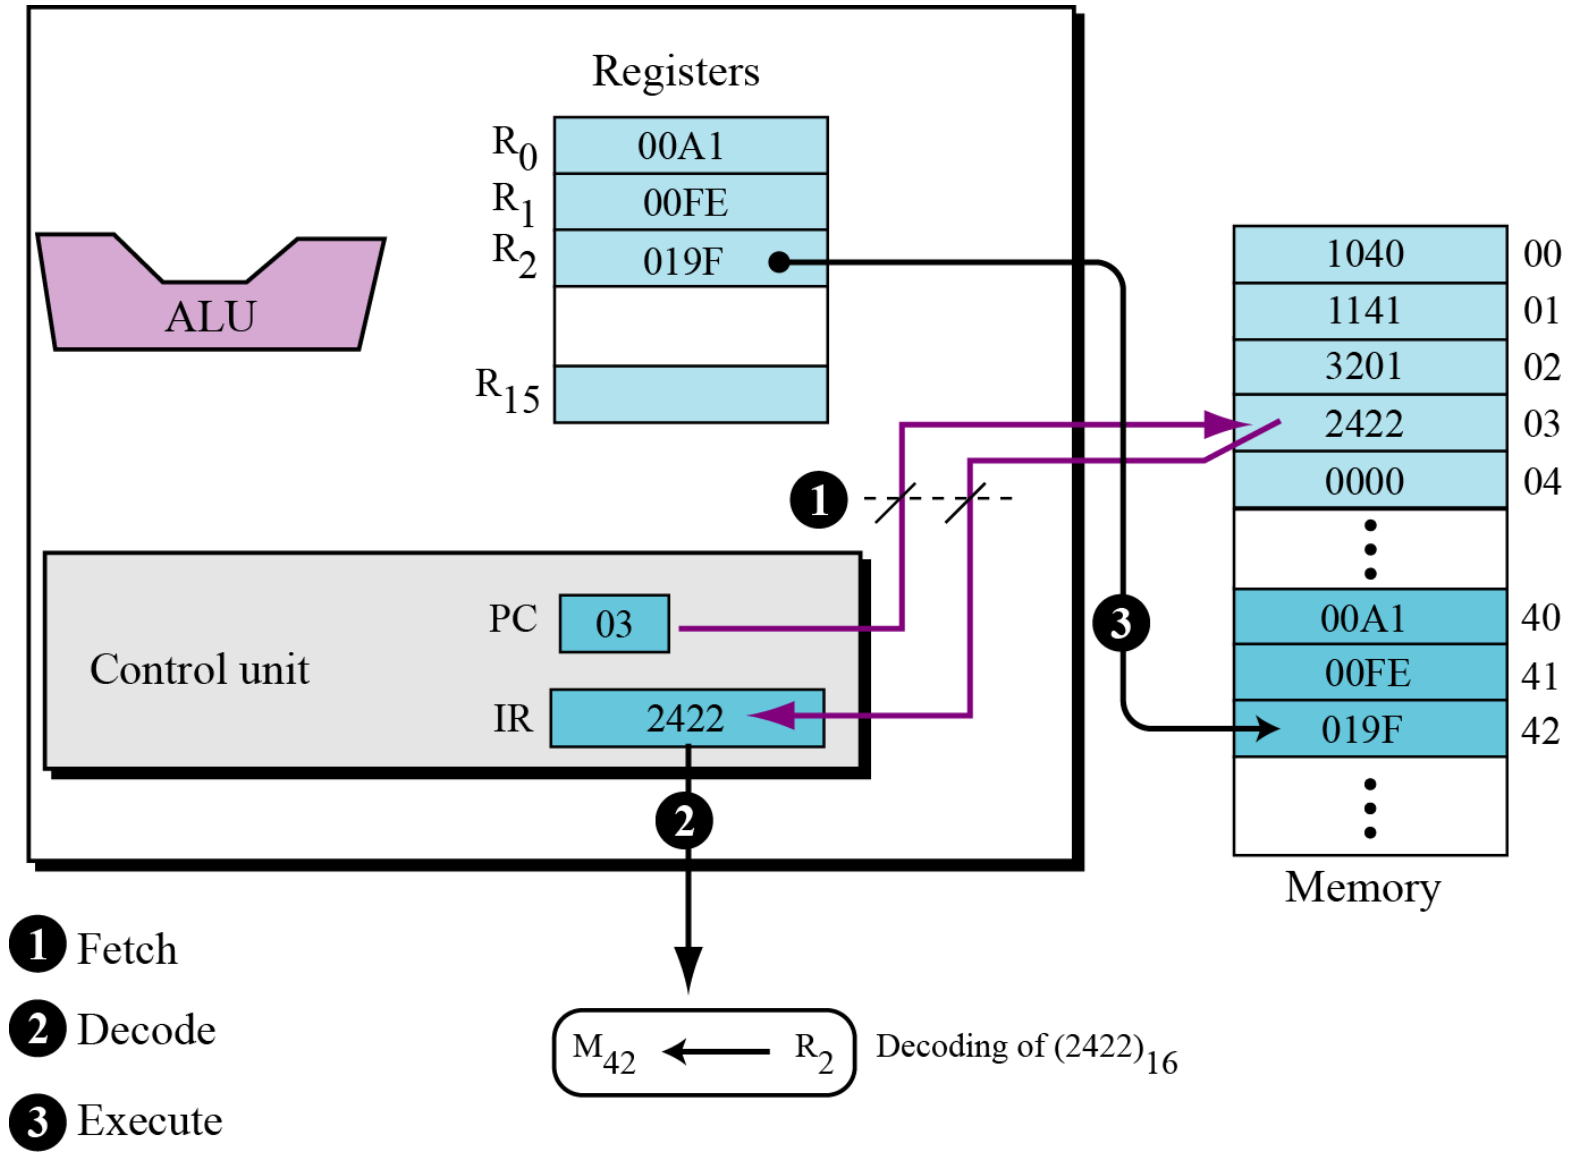 Registers
R0 00A1
R1 00FE
R2 019F
R15
ALU
1040 00
1141 01
3201 02
2422 03
0000 04
00A1 40
00FE 41
019F 42
Memory
1
3
Control unit
PC 03
IR 2422
2
1 Fetch
2 Decode
3 Execute
M42 R2 Decoding of (2422)16